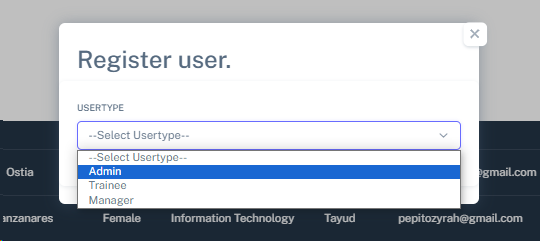 Register user.
USERTYPE
--Select Usertype--
--Select Usertype--
Admin
Trainee
Manager
Ostia @gmail.com
anzanares Female Information Technology Tayud pepitozyrah@gmail.com